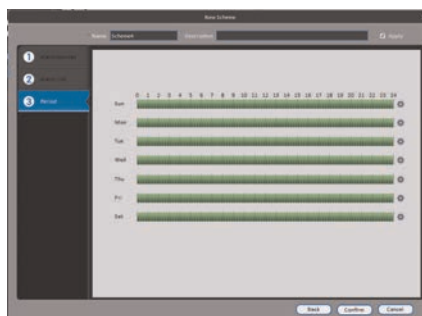 New Scheme
Name: Scheme4 Description: Apply
1
2
3 Period
0 1 2 3 4 5 6 7 8 9 10 11 12 13 14 15 16 17 18 19 20 21 22 23 24
Sun
Mon
Tue
Wed
Thu
Fri
Sat
Back Confirm Cancel